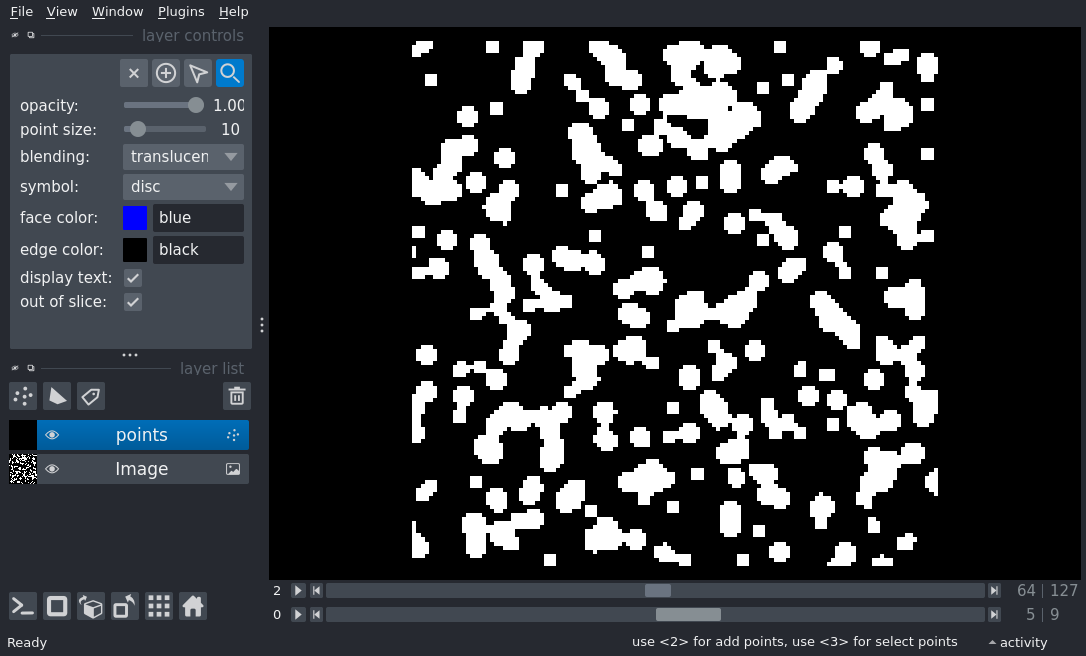 File View Window Plugins Help
layer controls
opacity: 1.00
point size: 10
blending: translucen
symbol: disc
face color: blue
edge color: black
display text:
out of slice:
layer list
points
Image
2 64 | 127
0 5 | 9
Ready use <2> for add points, use <3> for select points activity